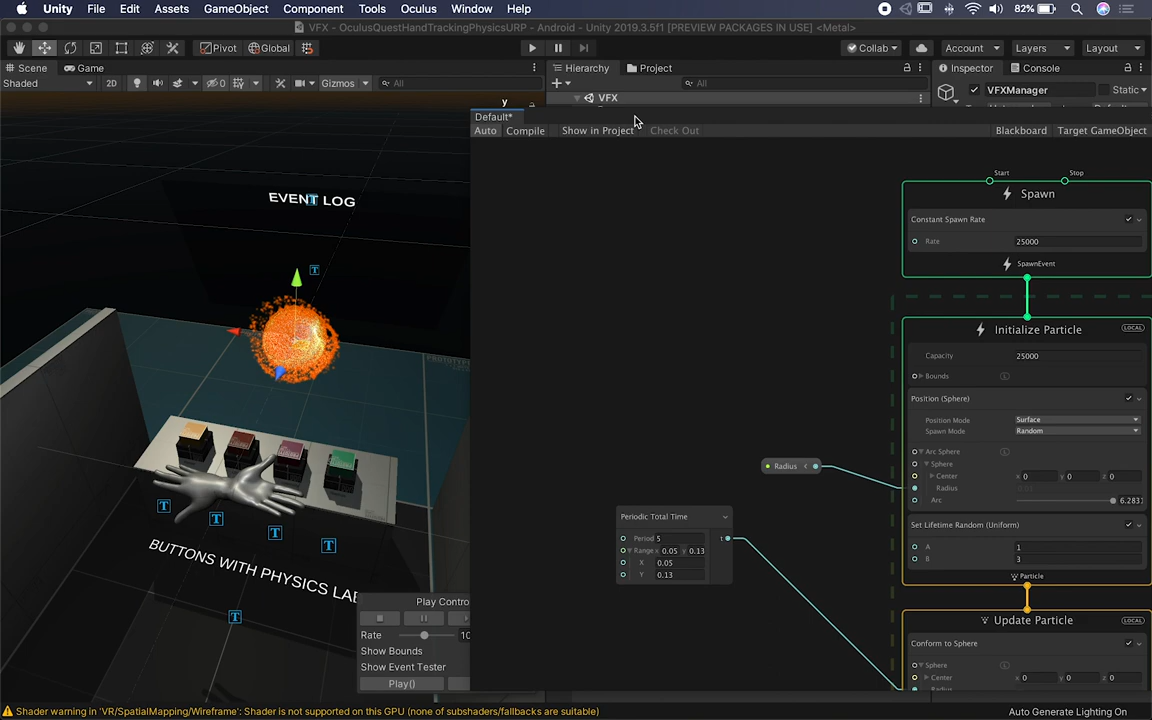 Unity File Edit Assets GameObject Component Tools Oculus Window Help 82%
VFX - OculusQuestHandTrackingPhysicsURP - Android - Unity 2019.3.5f1 [PREVIEW PACKAGES IN USE] <Metal>
Pivot Global Collab Account Layers Layout
Scene Game Hierarchy Project Inspector Console
Shaded 2D 0 Gizmos All All VFXManager Static
VFX
y
Default*
Auto Compile Show in Project Check Out Blackboard Target GameObject
Start Stop
Spawn
Constant Spawn Rate
Rate 25000
SpawnEvent
Initialize Particle LOCAL
Capacity 25000
Bounds
Position (Sphere)
Position Mode Surface
Spawn Mode Random
Arc Sphere
Sphere
Center x 0 y 0 z 0
Radius
Arc 6.2831
Set Lifetime Random (Uniform)
A 1
B 3
Particle
Update Particle LOCAL
Conform to Sphere
Sphere
Center x 0 y 0 z 0
Radius
Radius
Periodic Total Time
Period 5 t
Range x 0.05 y 0.13
X 0.05
Y 0.13
EVENT LOG
T
T
T
T
T
T
BUTTONS WITH PHYSICS LAB
T
Play Contro
Rate 10
Show Bounds
Show Event Tester
Play()
Shader warning in 'VR/SpatialMapping/Wireframe': Shader is not supported on this GPU (none of subshaders/fallbacks are suitable)
Auto Generate Lighting On